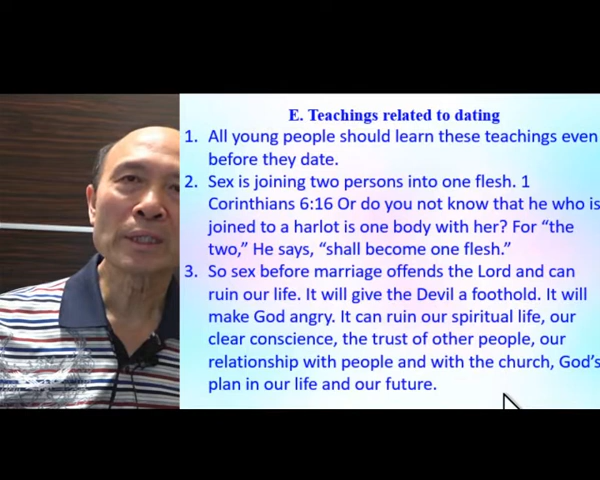 E. Teachings related to dating
1. All young people should learn these teachings even
before they date.
2. Sex is joining two persons into one flesh. 1
Corinthians 6:16 Or do you not know that he who is
joined to a harlot is one body with her? For “the
two,” He says, “shall become one flesh.”
3. So sex before marriage offends the Lord and can
ruin our life. It will give the Devil a foothold. It will
make God angry. It can ruin our spiritual life, our
clear conscience, the trust of other people, our
relationship with people and with the church, God’s
plan in our life and our future.